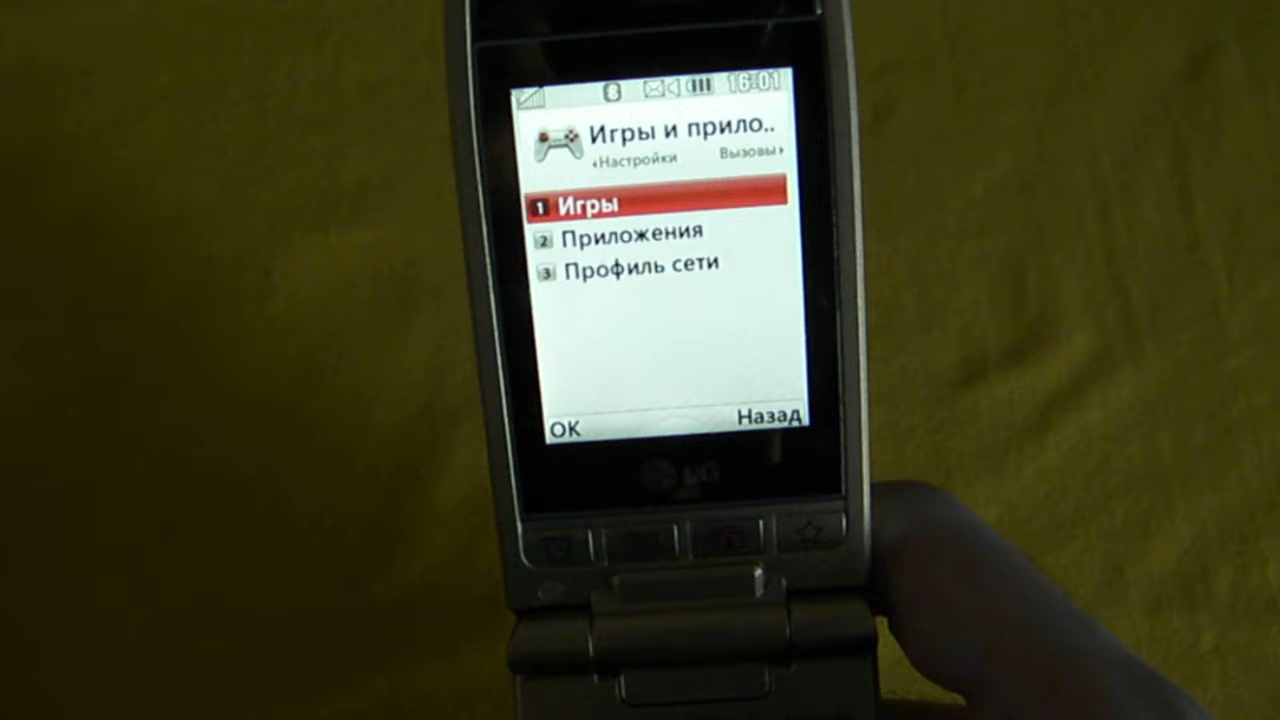 16:01
Игры и прило..
Настройки Вызовы
1 Игры
2 Приложения
3 Профиль сети
OK Назад
LG